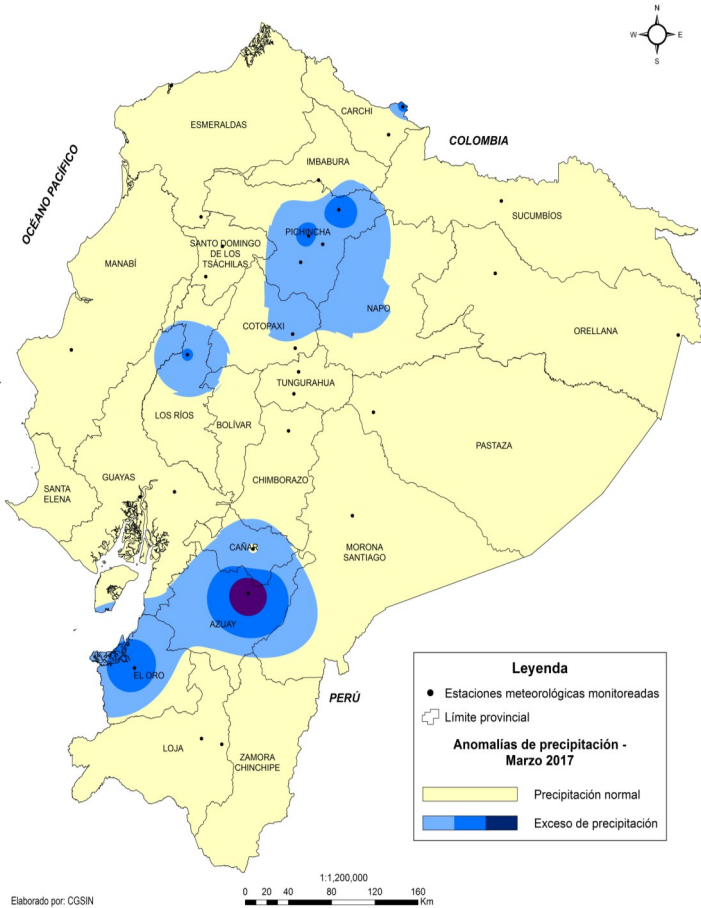 N
W E
S
CARCHI
ESMERALDAS
COLOMBIA
IMBABURA
OCÉANO PACÍFICO
SUCUMBÍOS
PICHINCHA
SANTO DOMINGO
DE LOS
TSÁCHILAS
MANABÍ
NAPO
COTOPAXI
ORELLANA
TUNGURAHUA
LOS RÍOS
BOLÍVAR
PASTAZA
GUAYAS
CHIMBORAZO
SANTA
ELENA
CAÑAR
MORONA
SANTIAGO
AZUAY
EL ORO
PERÚ
LOJA
ZAMORA
CHINCHIPE
Leyenda
Estaciones meteorológicas monitoreadas
Límite provincial
Anomalías de precipitación -
Marzo 2017
Precipitación normal
Exceso de precipitación
1:1,200,000
0 20 40 80 120 160
Km
Elaborado por: CGSIN